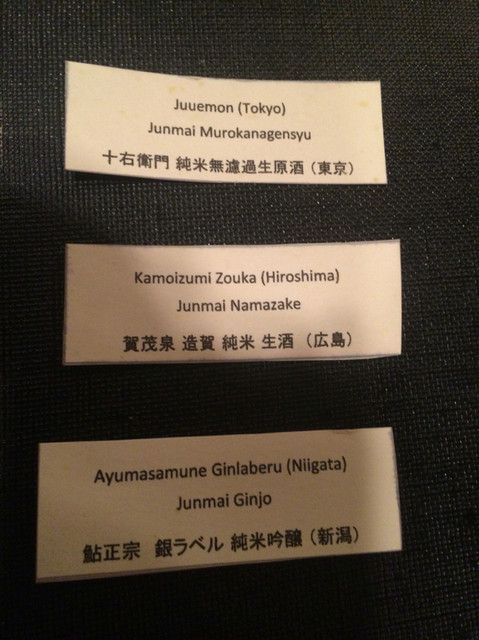 Juuemon (Tokyo)
Junmai Murokanagensyu
十右衛門 純米無濾過生原酒（東京）
Kamoizumi Zouka (Hiroshima)
Junmai Namazake
賀茂泉 造賀 純米 生酒 （広島）
Ayumasamune Ginlaberu (Niigata)
Junmai Ginjo
鮎正宗 銀ラベル 純米吟醸（新潟）